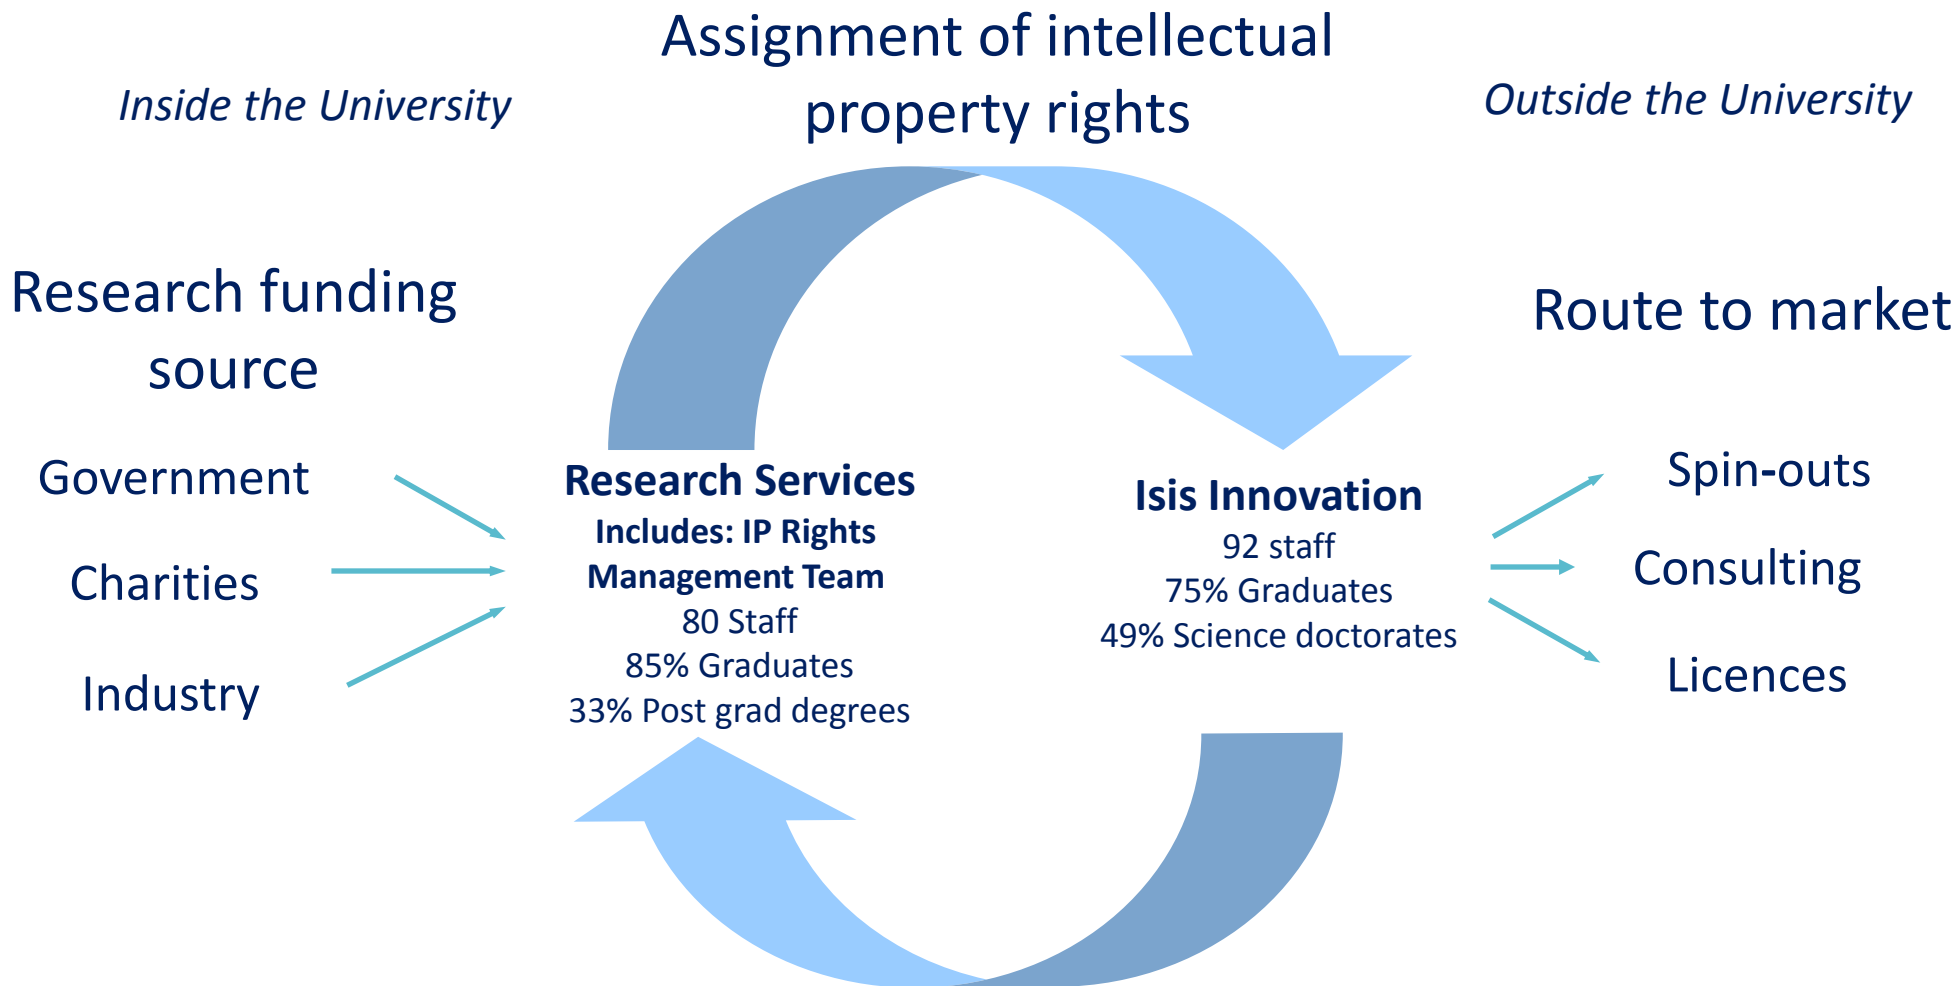 Assignment of intellectual
property rights
Inside the University
Outside the University
Research funding
source
Government
Charities
Industry
Research Services
Includes: IP Rights
Management Team
80 Staff
85% Graduates
33% Post grad degrees
Isis Innovation
92 staff
75% Graduates
49% Science doctorates
Route to market
Spin-outs
Consulting
Licences